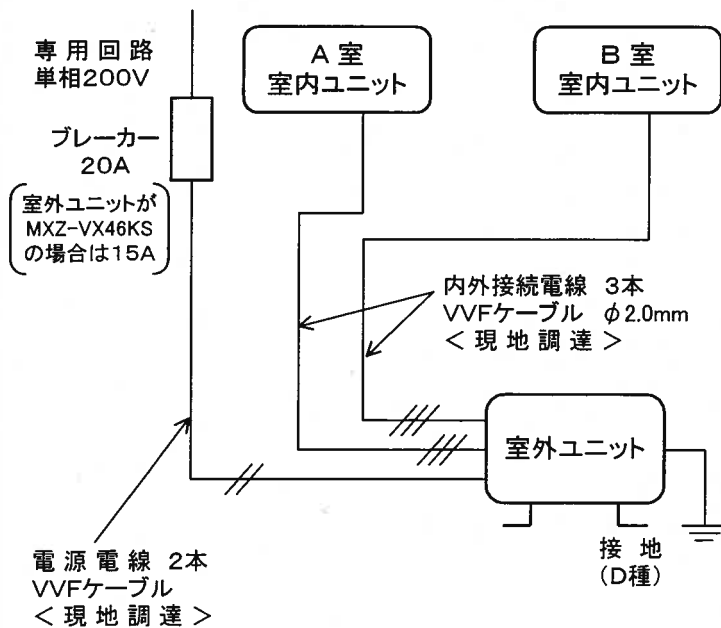 専用回路
単相200V
ブレーカー
20A
室外ユニットが
MXZ-VX46KS
の場合は15A
A室
室内ユニット
B室
室内ユニット
内外接続電線 3本
VVFケーブル φ2.0mm
<現地調達>
室外ユニット
接地
(D種)
電源電線 2本
VVFケーブル
<現地調達>